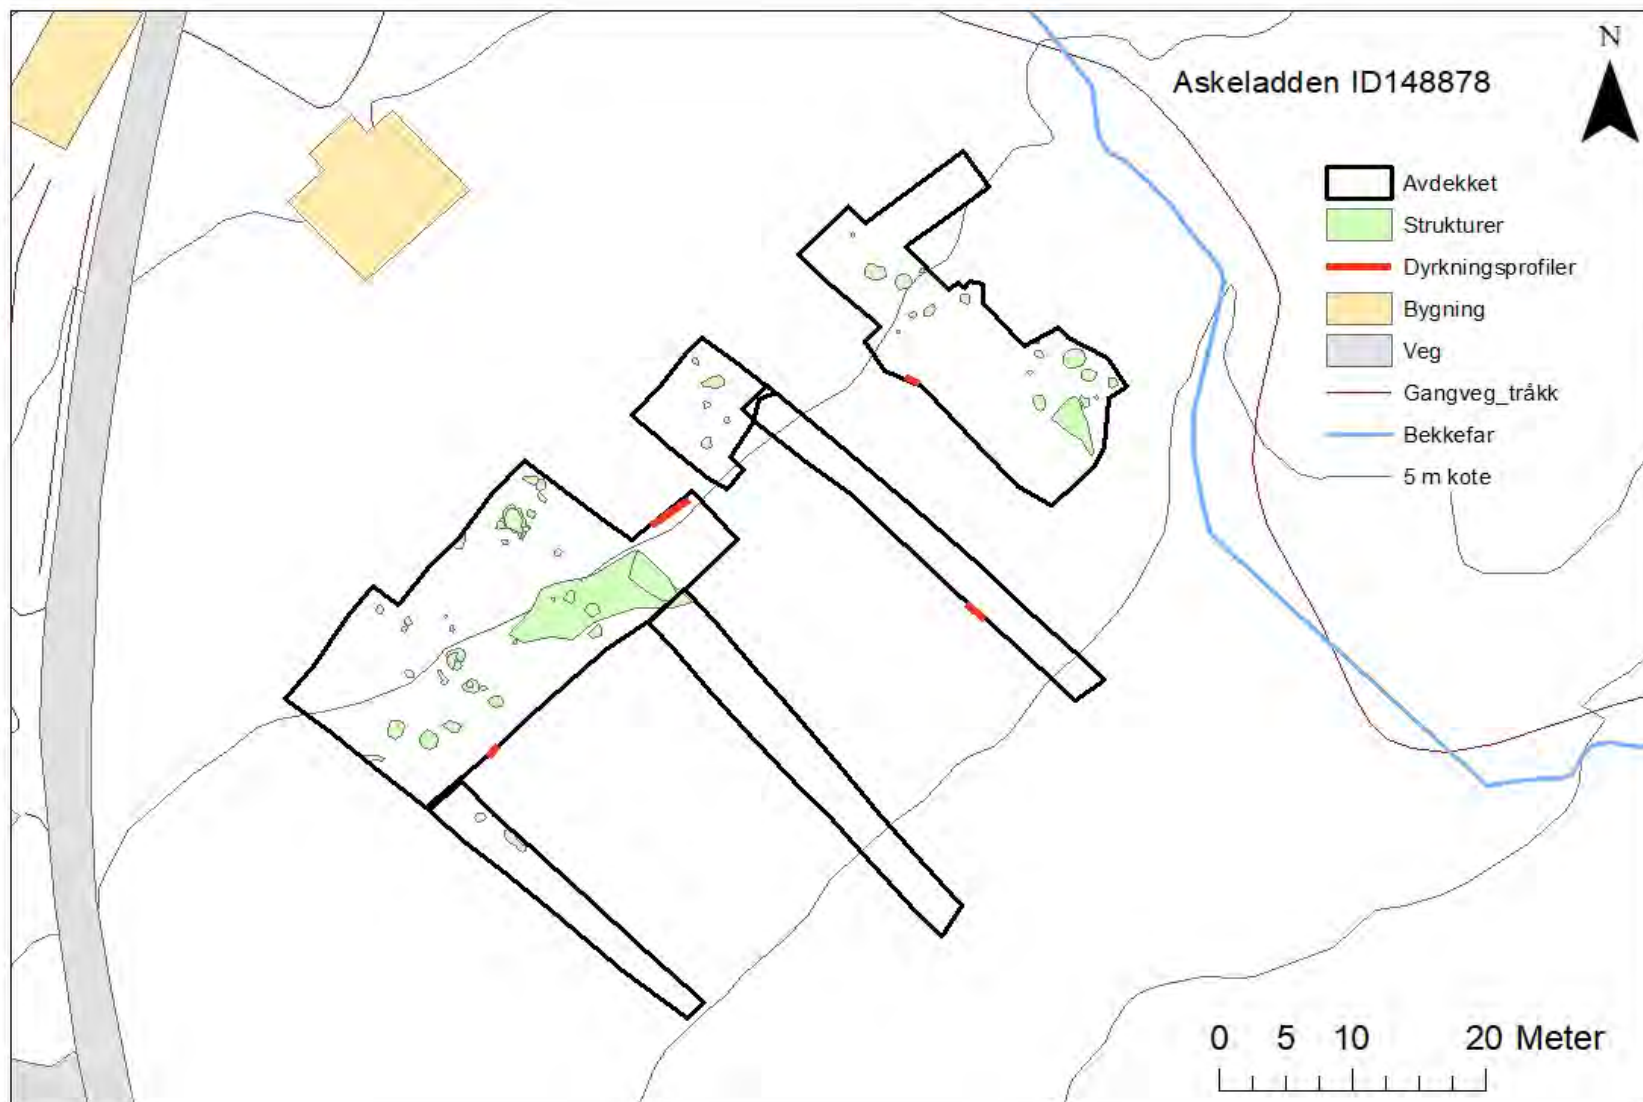 N
Askeladden ID148878
Avdekket
Strukturer
Dyrkningsprofiler
Bygning
Veg
Gangveg_tråkk
Bekkefar
5 m kote
0 5 10 20 Meter